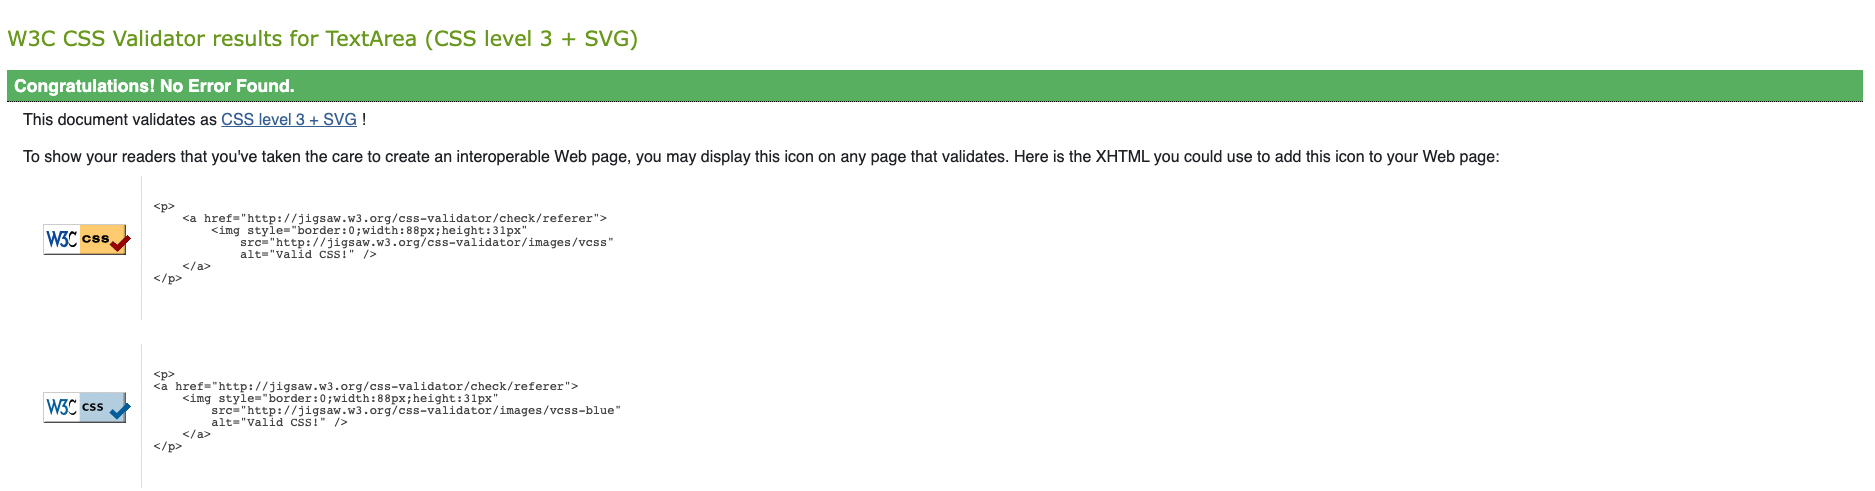 W3C CSS Validator results for TextArea (CSS level 3 + SVG)
Congratulations! No Error Found.
This document validates as CSS level 3 + SVG !
To show your readers that you've taken the care to create an interoperable Web page, you may display this icon on any page that validates. Here is the XHTML you could use to add this icon to your Web page:
W3C css
<p>
    <a href="http://jigsaw.w3.org/css-validator/check/referer">
        <img style="border:0;width:88px;height:31px"
            src="http://jigsaw.w3.org/css-validator/images/vcss"
            alt="Valid CSS!" />
    </a>
</p>
W3C css
<p>
<a href="http://jigsaw.w3.org/css-validator/check/referer">
    <img style="border:0;width:88px;height:31px"
        src="http://jigsaw.w3.org/css-validator/images/vcss-blue"
        alt="Valid CSS!" />
    </a>
</p>